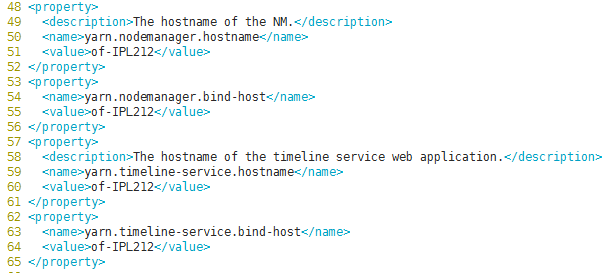 48 <property>
49   <description>The hostname of the NM.</description>
50   <name>yarn.nodemanager.hostname</name>
51   <value>of-IPL212</value>
52 </property>
53 <property>
54   <name>yarn.nodemanager.bind-host</name>
55   <value>of-IPL212</value>
56 </property>
57 <property>
58   <description>The hostname of the timeline service web application.</description>
59   <name>yarn.timeline-service.hostname</name>
60   <value>of-IPL212</value>
61 </property>
62 <property>
63   <name>yarn.timeline-service.bind-host</name>
64   <value>of-IPL212</value>
65 </property>